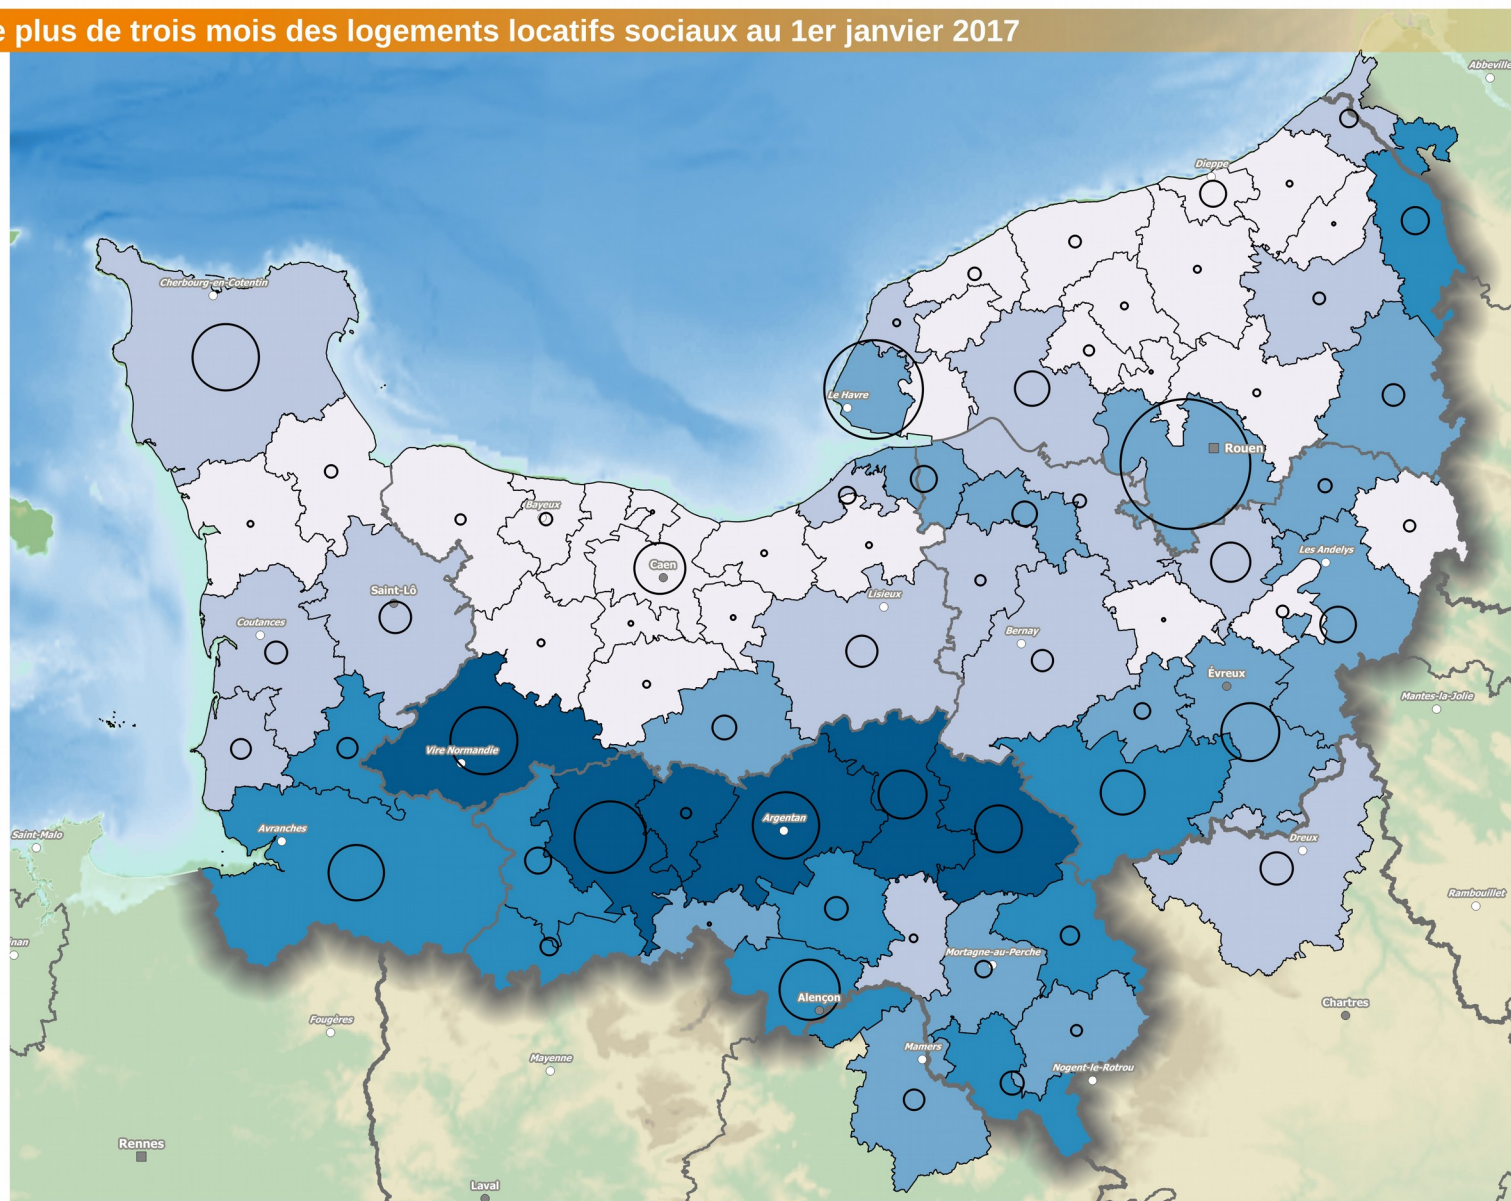 e plus de trois mois des logements locatifs sociaux au 1er janvier 2017
Abbeville
Dieppe
Cherbourg-en-Cotentin
Le Havre
Rouen
Bayeux
Caen
Les Andelys
Saint-Lô
Lisieux
Coutances
Bernay
Évreux
Mantes-la-Jolie
Vire Normandie
Argentan
Avranches
Saint-Malo
Dreux
Rambouillet
nan
Mortagne-au-Perche
Alençon
Chartres
Fougères
Mamers
Mayenne
Nogent-le-Rotrou
Rennes
Laval